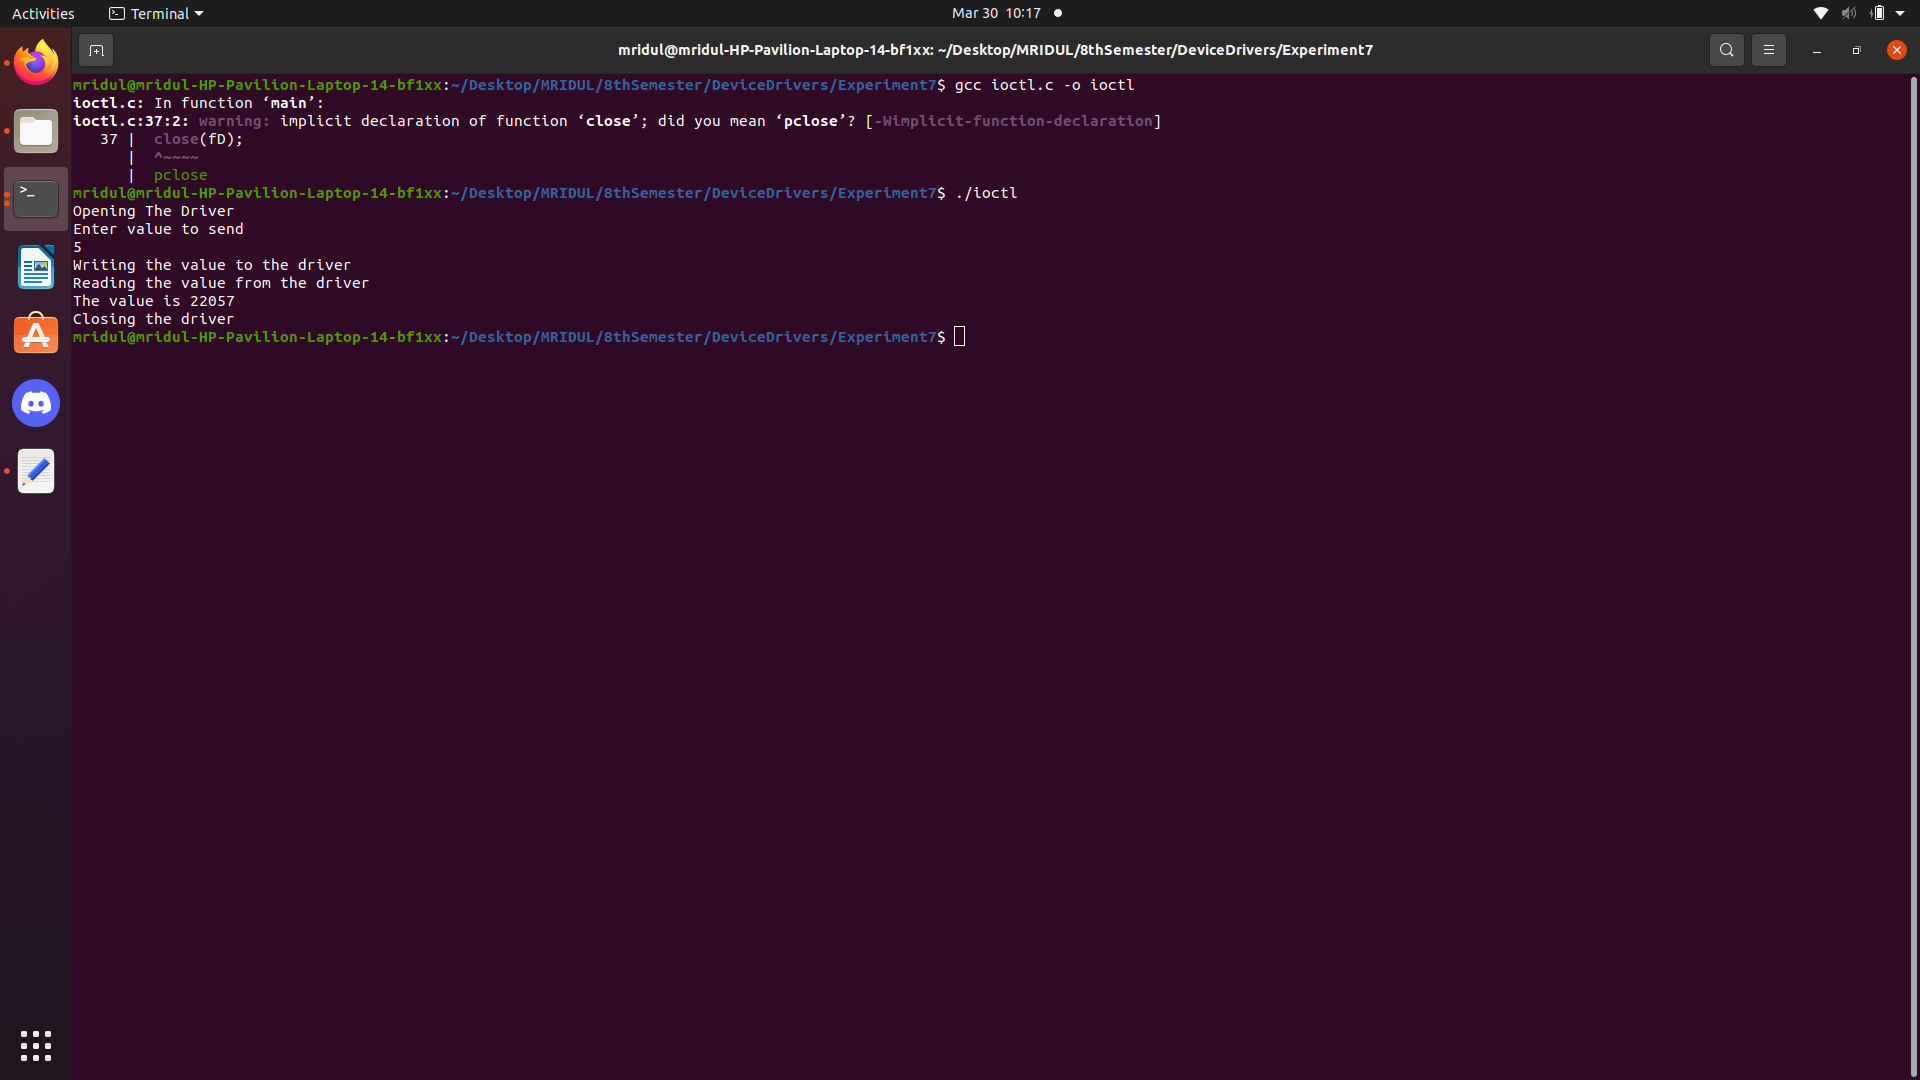 Activities
Terminal
Mar 30 10:17
mridul@mridul-HP-Pavilion-Laptop-14-bf1xx: ~/Desktop/MRIDUL/8thSemester/DeviceDrivers/Experiment7
mridul@mridul-HP-Pavilion-Laptop-14-bf1xx:~/Desktop/MRIDUL/8thSemester/DeviceDrivers/Experiment7$ gcc ioctl.c -o ioctl
ioctl.c: In function ‘main’:
ioctl.c:37:2: warning: implicit declaration of function ‘close’; did you mean ‘pclose’? [-Wimplicit-function-declaration]
   37 |  close(fD);
      |  ^~~~~
      |  pclose
mridul@mridul-HP-Pavilion-Laptop-14-bf1xx:~/Desktop/MRIDUL/8thSemester/DeviceDrivers/Experiment7$ ./ioctl
Opening The Driver
Enter value to send
5
Writing the value to the driver
Reading the value from the driver
The value is 22057
Closing the driver
mridul@mridul-HP-Pavilion-Laptop-14-bf1xx:~/Desktop/MRIDUL/8thSemester/DeviceDrivers/Experiment7$